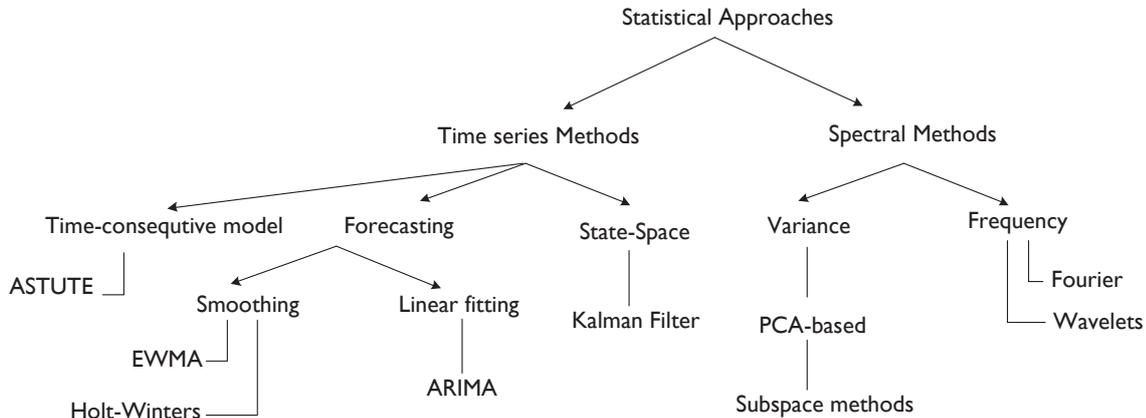 Statistical Approaches
Time series Methods
Spectral Methods
Time-consequtive model
Forecasting
State-Space
Variance
Frequency
ASTUTE
Smoothing
Linear fitting
Kalman Filter
PCA-based
Fourier
Wavelets
EWMA
ARIMA
Holt-Winters
Subspace methods